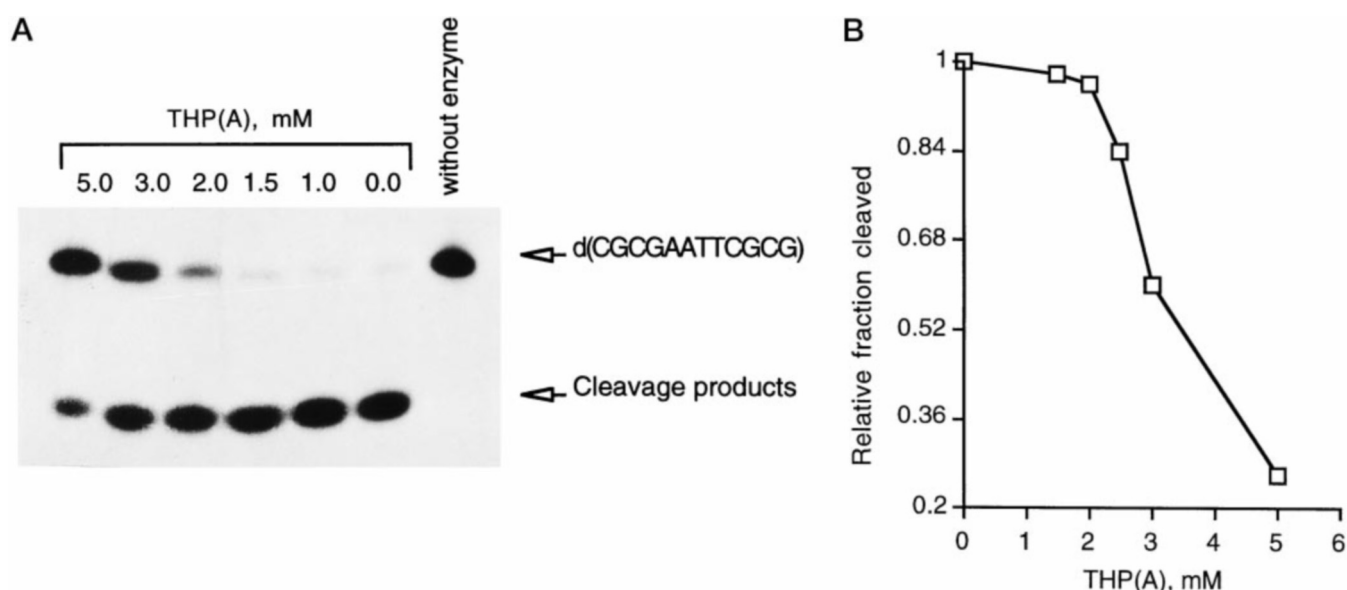 A
THP(A), mM
5.0 3.0 2.0 1.5 1.0 0.0
without enzyme
d(CGCGAATTCGCG)
Cleavage products
B
Relative fraction cleaved
1
0.84
0.68
0.52
0.36
0.2
0 1 2 3 4 5 6
THP(A), mM